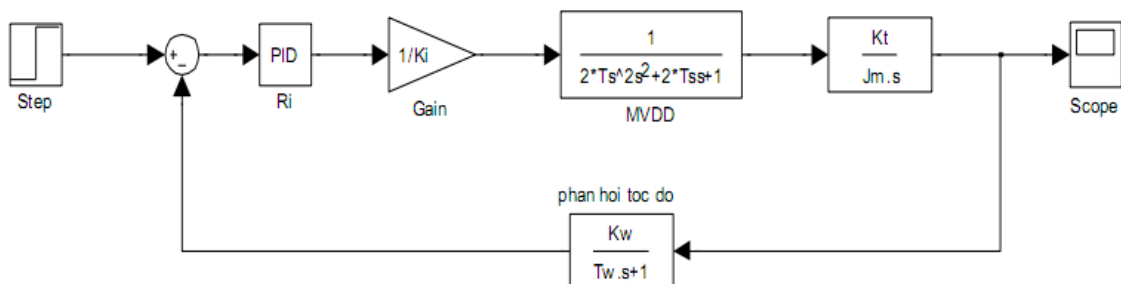 Step
+
−
PID
Ri
1/Ki
Gain
1
2*Ts^2s²+2*Tss+1
MVDD
Kt
Jm.s
Scope
phan hoi toc do
Kw
Tw.s+1